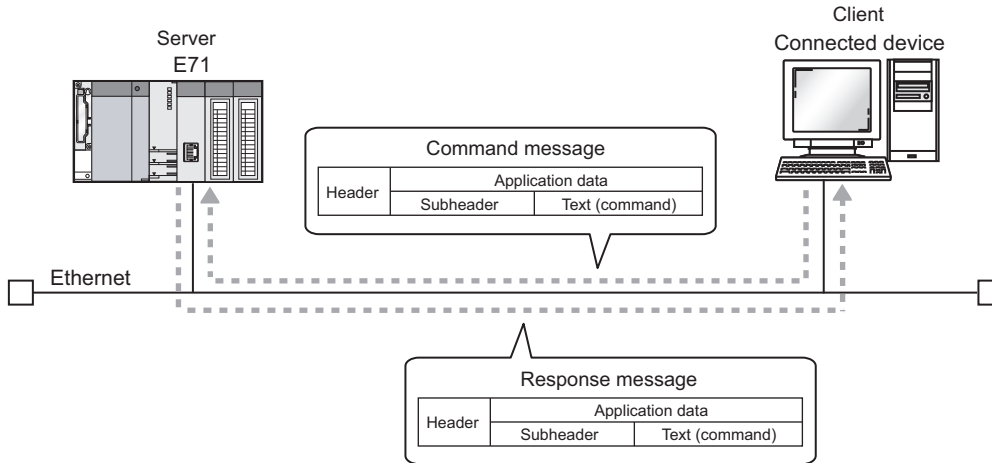 Client
Connected device
Server
E71
Command message
Header
Application data
Subheader
Text (command)
Ethernet
Response message
Header
Application data
Subheader
Text (command)